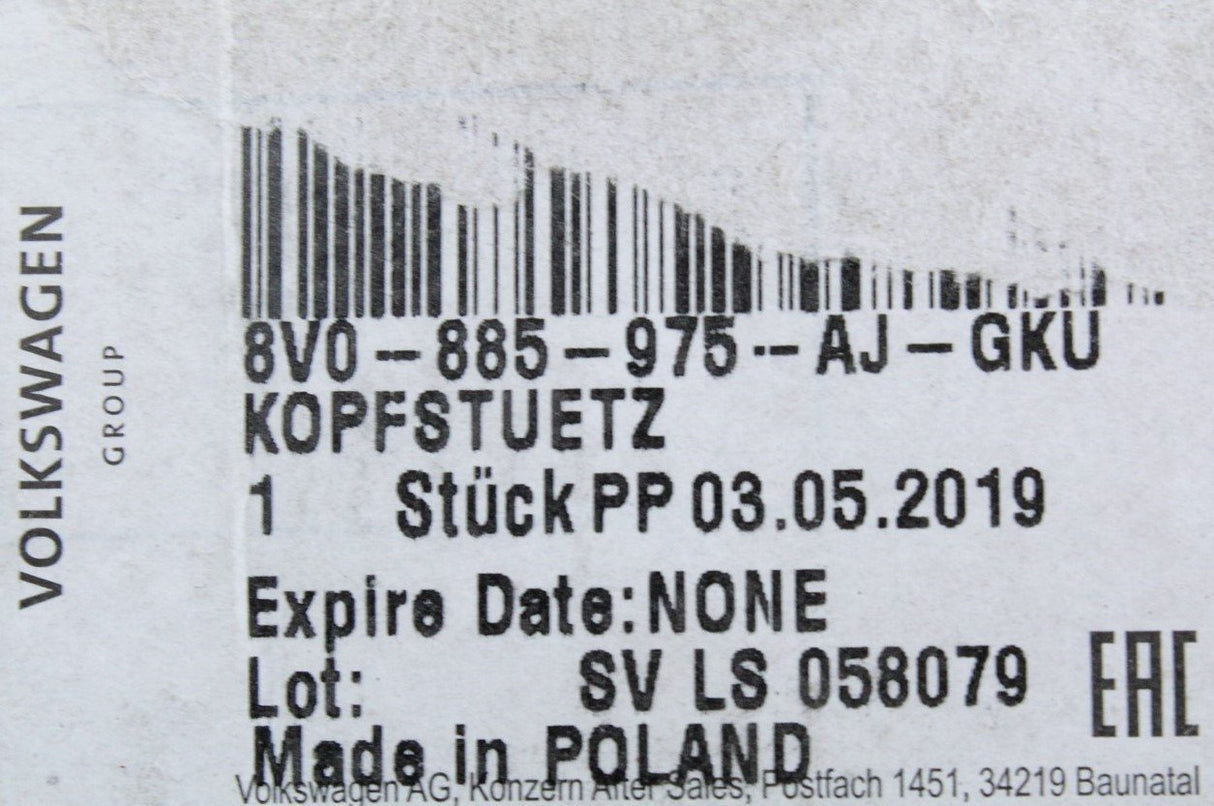 VOLKSWAGEN
GROUP
8V0-885-975--AJ-GKU
KOPFSTUETZ
1 Stück PP 03.05.2019
Expire Date:NONE
Lot: SV LS 058079
EAC
Made in POLAND
Volkswagen AG, Konzern After Sales, Postfach 1451, 34219 Baunatal